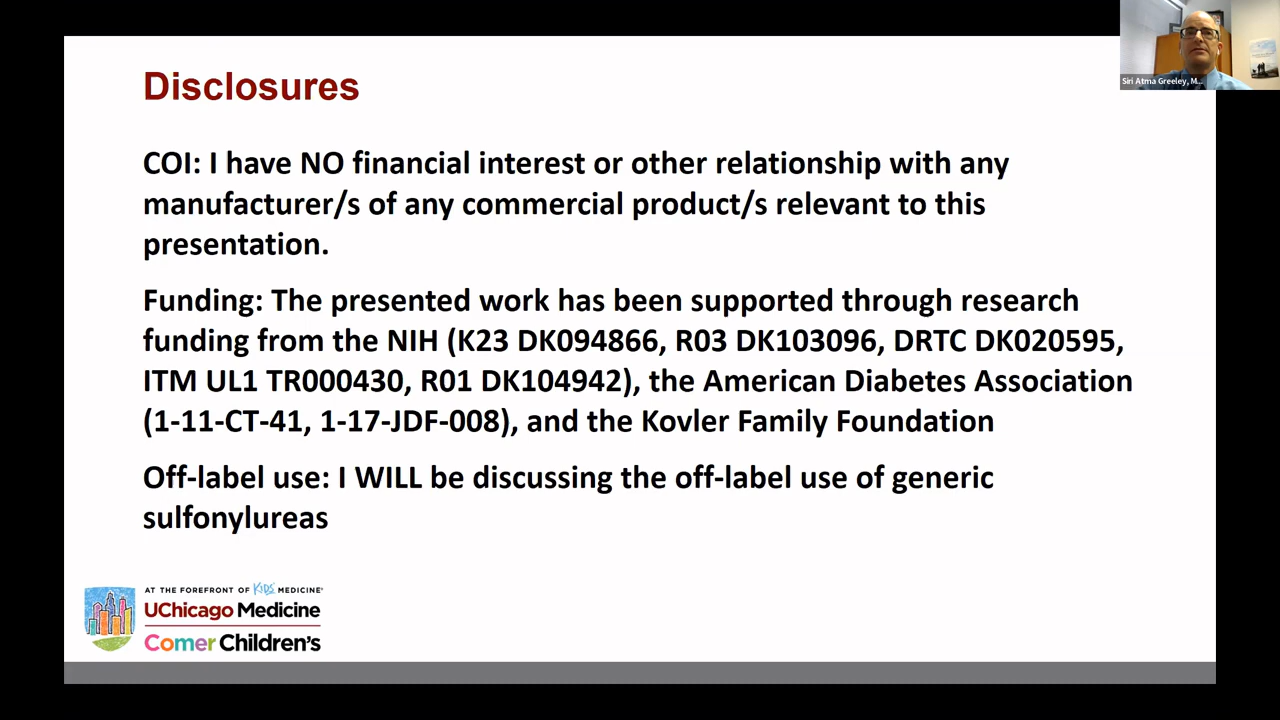 Siri Atma Greeley, M...
Disclosures
COI: I have NO financial interest or other relationship with any
manufacturer/s of any commercial product/s relevant to this
presentation.
Funding: The presented work has been supported through research
funding from the NIH (K23 DK094866, R03 DK103096, DRTC DK020595,
ITM UL1 TR000430, R01 DK104942), the American Diabetes Association
(1-11-CT-41, 1-17-JDF-008), and the Kovler Family Foundation
Off-label use: I WILL be discussing the off-label use of generic
sulfonylureas
AT THE FOREFRONT OF KIDS MEDICINE®
UChicago Medicine
Comer Children's